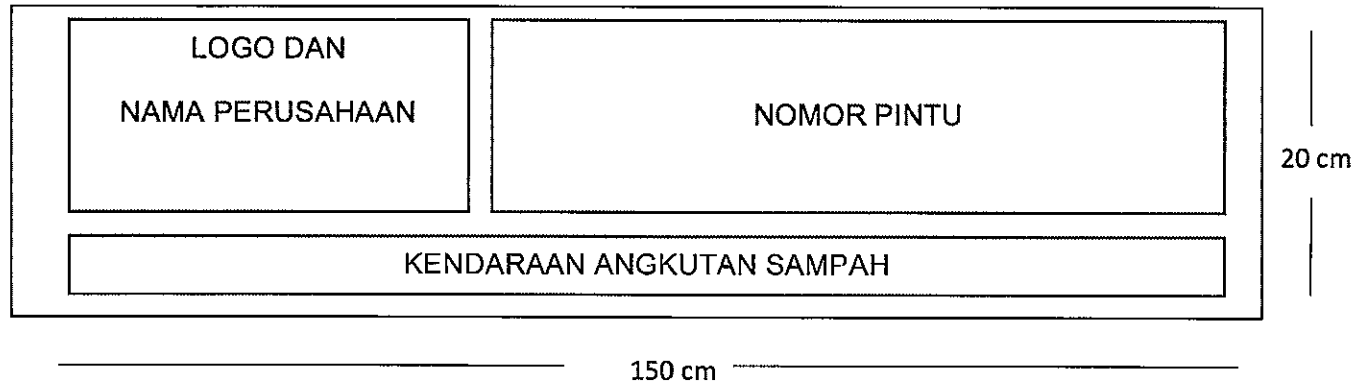 LOGO DAN
NAMA PERUSAHAAN
NOMOR PINTU
20 cm
KENDARAAN ANGKUTAN SAMPAH
150 cm